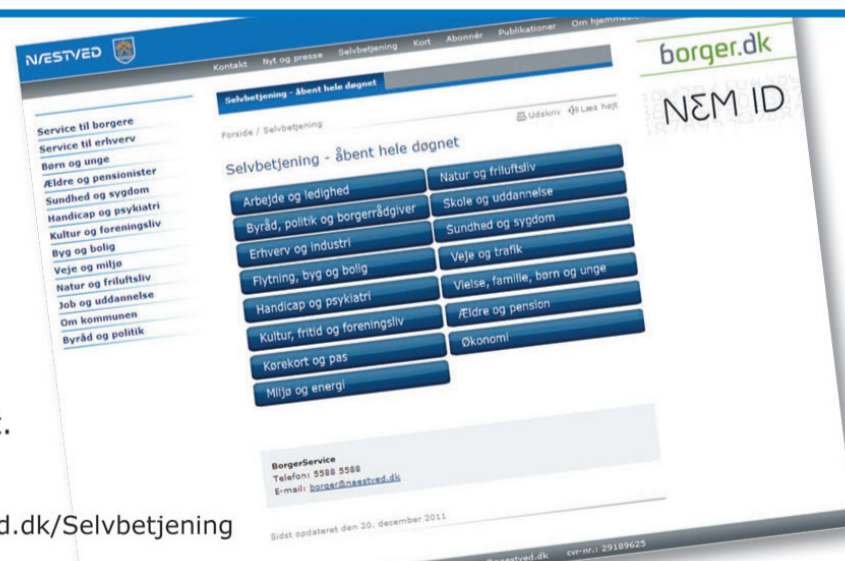 NÆSTVED
Kontakt Nyt og presse Selvbetjening Kort Abonnér Publikationer Om
Selvbetjening - åbent hele døgnet
Forside / Selvbetjening
Udskriv Læs højt
borger.dk
NEM ID
Service til borgere
Service til erhverv
Børn og unge
Ældre og pensionister
Sundhed og sygdom
Handicap og psykiatri
Kultur og foreningsliv
Byg og bolig
Veje og miljø
Natur og friluftsliv
Job og uddannelse
Om kommunen
Byråd og politik
Selvbetjening - åbent hele døgnet
Arbejde og ledighed
Byråd, politik og borgerrådgiver
Erhverv og industri
Flytning, byg og bolig
Handicap og psykiatri
Kultur, fritid og foreningsliv
Kørekort og pas
Miljø og energi
Natur og friluftsliv
Skole og uddannelse
Sundhed og sygdom
Veje og trafik
Vielse, familie, børn og unge
Ældre og pension
Økonomi
BorgerService
Telefon: 5588 5588
E-mail: borger@naestved.dk
Sidst opdateret den 20. december 2011
d.dk/Selvbetjening
@naestved.dk cvr-nr.: 29189625